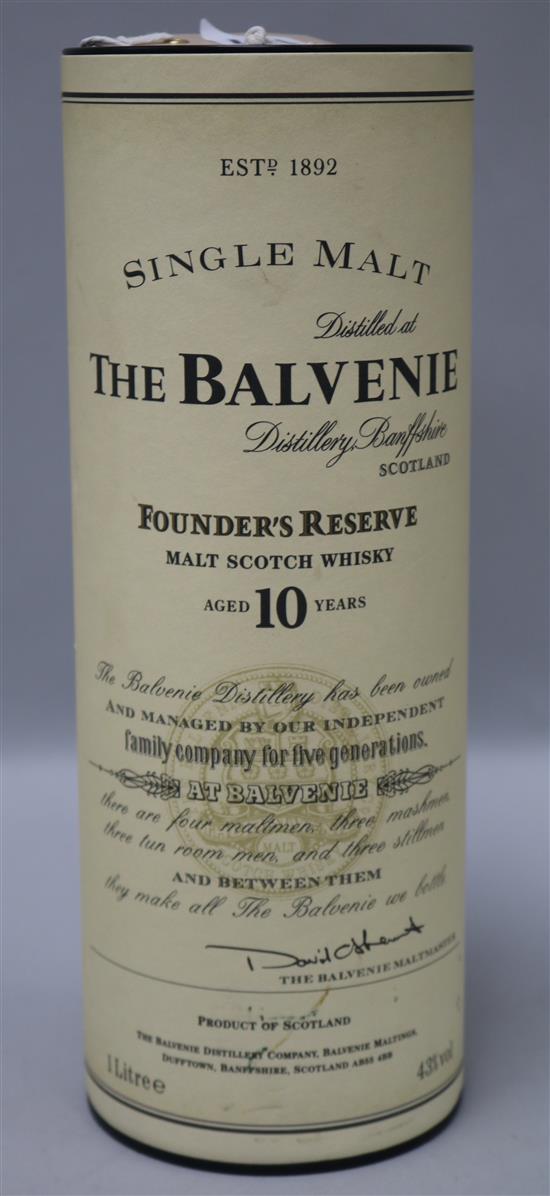 ESTD 1892
SINGLE MALT
Distilled at
THE BALVENIE
Distillery, Banffshire
SCOTLAND
FOUNDER'S RESERVE
MALT SCOTCH WHISKY
AGED 10 YEARS
The Balvenie Distillery has been owned
AND MANAGED BY OUR INDEPENDENT
family company for five generations.
AT BALVENIE
there are four maltmen, three mashmen,
three tun room men, and three stillmen
AND BETWEEN THEM
they make all The Balvenie we bottle
David C Stewart
THE BALVENIE MALTMASTER
PRODUCT OF SCOTLAND
THE BALVENIE DISTILLERY COMPANY, BALVENIE MALTINGS,
DUFFTOWN, BANFFSHIRE, SCOTLAND AB55 4BB
1 Litre e
43% vol